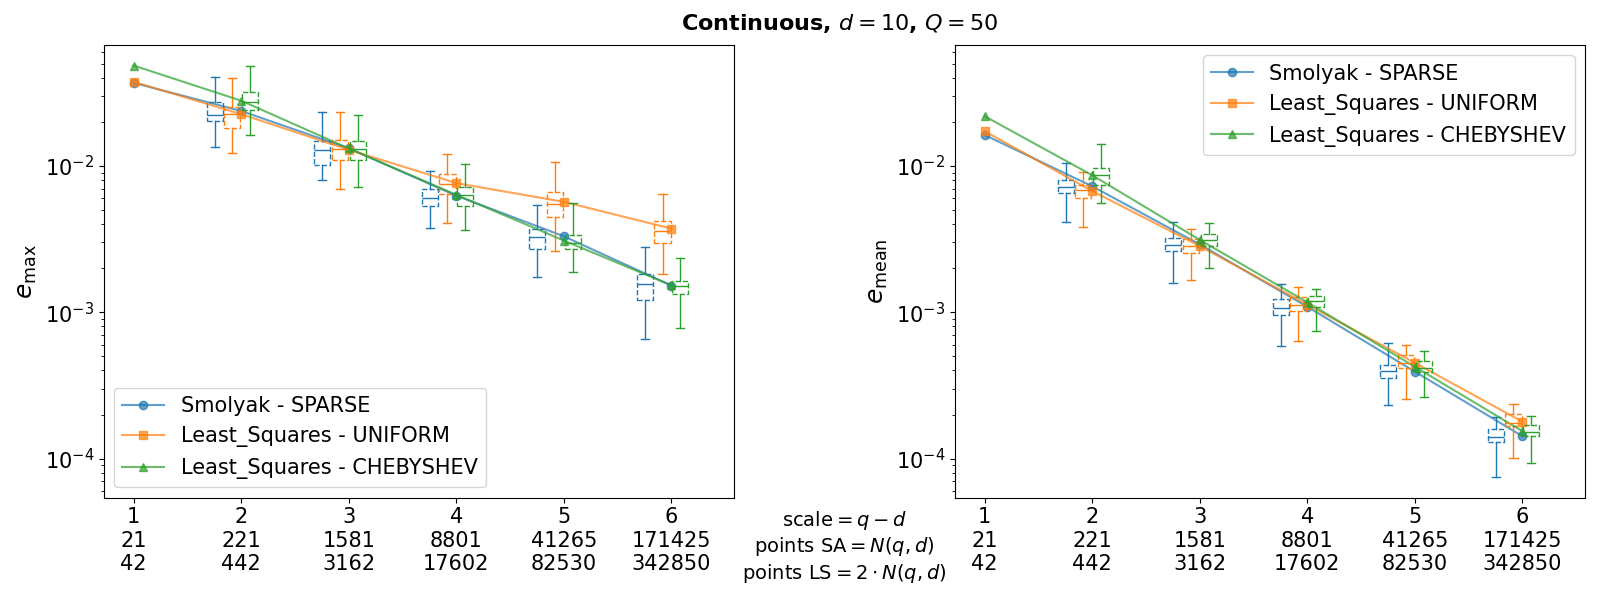 Continuous, d = 10, Q = 50
e_max
10^{-2}
10^{-3}
10^{-4}
Smolyak - SPARSE
Least_Squares - UNIFORM
Least_Squares - CHEBYSHEV
1 2 3 4 5 6
21 221 1581 8801 41265 171425
42 442 3162 17602 82530 342850
scale = q − d
points SA = N(q, d)
points LS = 2 · N(q, d)
e_mean
10^{-2}
10^{-3}
10^{-4}
Smolyak - SPARSE
Least_Squares - UNIFORM
Least_Squares - CHEBYSHEV
1 2 3 4 5 6
21 221 1581 8801 41265 171425
42 442 3162 17602 82530 342850